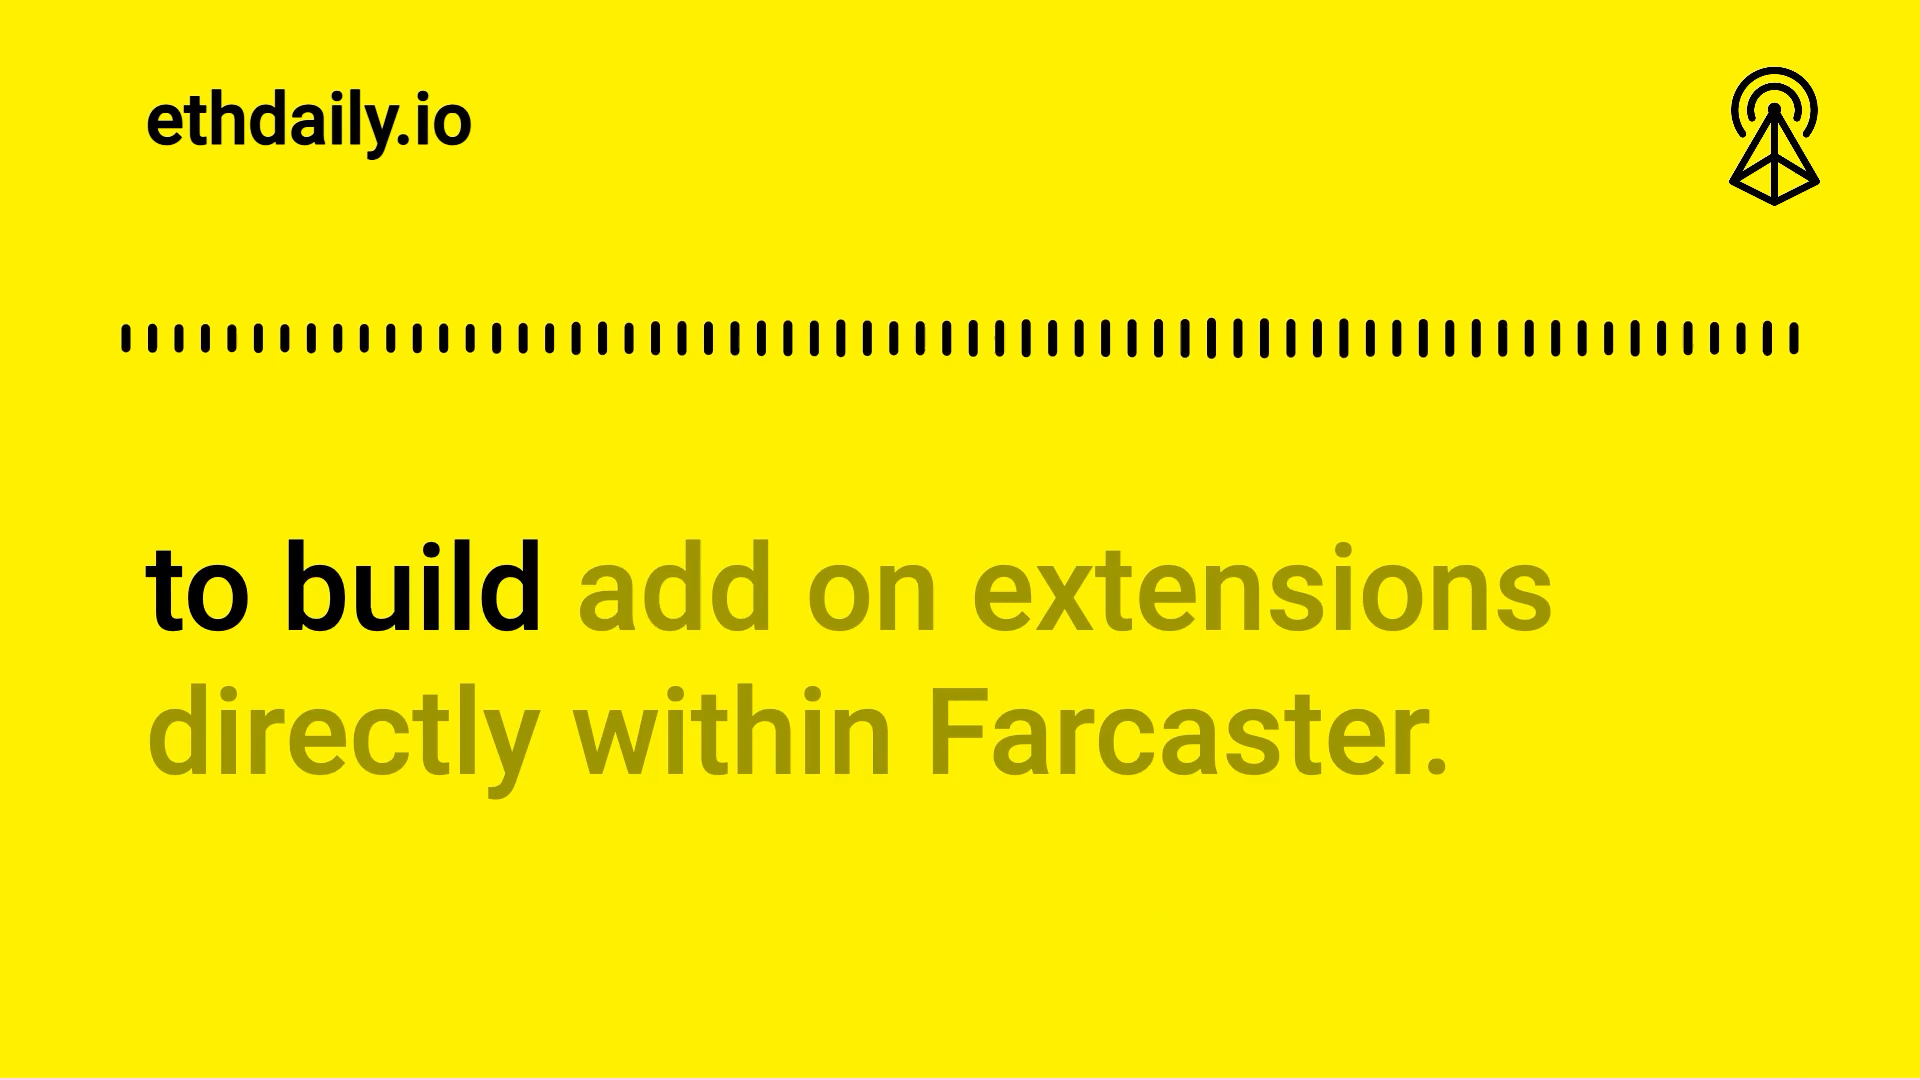 ethdaily.io
to build add on extensions
directly within Farcaster.